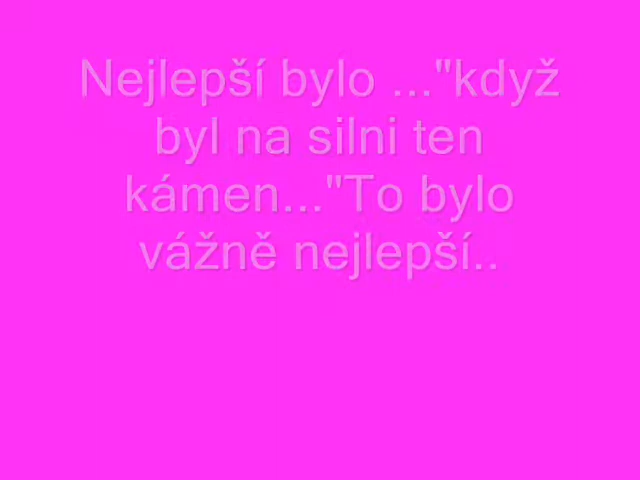 Nejlepší bylo ..."když
byl na silni ten
kámen..."To bylo
vážně nejlepší..